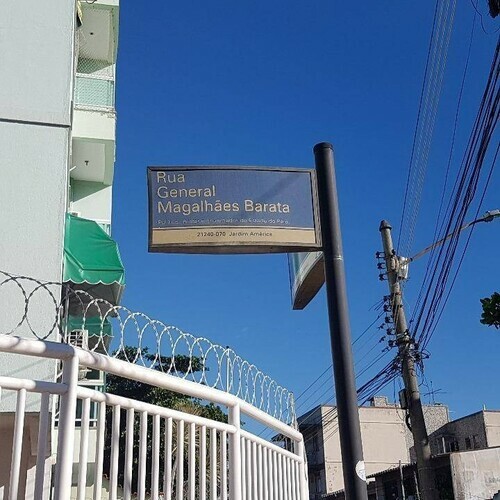 Rua
General
Magalhães Barata
21240-070 Jardim América